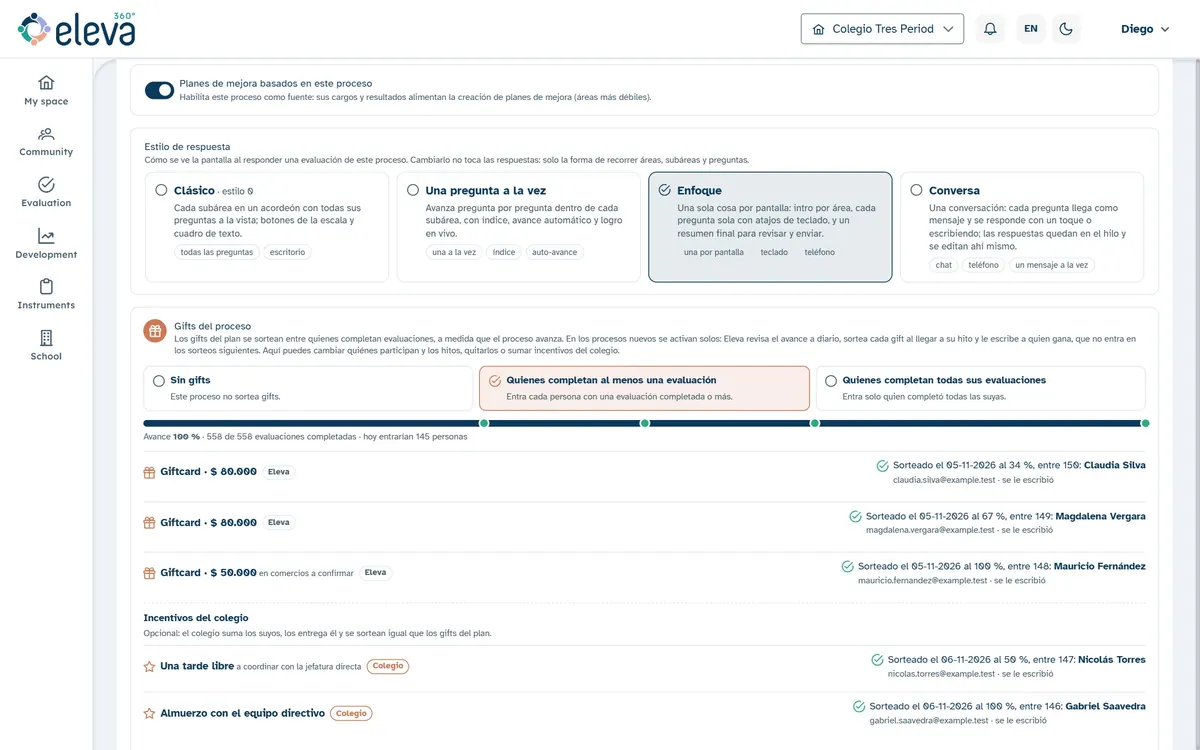 eleva 360°
Colegio Tres Period
EN
Diego
My space
Community
Evaluation
Development
Instruments
School
Planes de mejora basados en este proceso
Habilita este proceso como fuente: sus cargos y resultados alimentan la creación de planes de mejora (áreas más débiles).
Estilo de respuesta
Cómo se ve la pantalla al responder una evaluación de este proceso. Cambiarlo no toca las respuestas: solo la forma de recorrer áreas, subáreas y preguntas.
Clásico · estilo 0
Cada subárea en un acordeón con todas sus
preguntas a la vista; botones de la escala y
cuadro de texto.
todas las preguntas
escritorio
Una pregunta a la vez
Avanza pregunta por pregunta dentro de cada
subárea, con índice, avance automático y logro
en vivo.
una a la vez
índice
auto-avance
Enfoque
Una sola cosa por pantalla: intro por área, cada
pregunta sola con atajos de teclado, y un
resumen final para revisar y enviar.
una por pantalla
teclado
teléfono
Conversa
Una conversación: cada pregunta llega como
mensaje y se responde con un toque o
escribiendo; las respuestas quedan en el hilo y
se editan ahí mismo.
chat
teléfono
un mensaje a la vez
Gifts del proceso
Los gifts del plan se sortean entre quienes completan evaluaciones, a medida que el proceso avanza. En los procesos nuevos se activan solos: Eleva revisa el avance a diario, sortea cada gift al llegar a su hito y le escribe a quien gana, que no entra en
los sorteos siguientes. Aquí puedes cambiar quiénes participan y los hitos, quitarlos o sumar incentivos del colegio.
Sin gifts
Este proceso no sortea gifts.
Quienes completan al menos una evaluación
Entra cada persona con una evaluación completada o más.
Quienes completan todas sus evaluaciones
Entra solo quien completó todas las suyas.
Avance 100 % · 558 de 558 evaluaciones completadas · hoy entrarían 145 personas
Giftcard · $ 80.000 Eleva
Sorteado el 05-11-2026 al 34 %, entre 150: Claudia Silva
claudia.silva@example.test · se le escribió
Giftcard · $ 80.000 Eleva
Sorteado el 05-11-2026 al 67 %, entre 149: Magdalena Vergara
magdalena.vergara@example.test · se le escribió
Giftcard · $ 50.000 en comercios a confirmar Eleva
Sorteado el 05-11-2026 al 100 %, entre 148: Mauricio Fernández
mauricio.fernandez@example.test · se le escribió
Incentivos del colegio
Opcional: el colegio suma los suyos, los entrega él y se sortean igual que los gifts del plan.
Una tarde libre a coordinar con la jefatura directa Colegio
Sorteado el 06-11-2026 al 50 %, entre 147: Nicolás Torres
nicolas.torres@example.test · se le escribió
Almuerzo con el equipo directivo Colegio
Sorteado el 06-11-2026 al 100 %, entre 146: Gabriel Saavedra
gabriel.saavedra@example.test · se le escribió